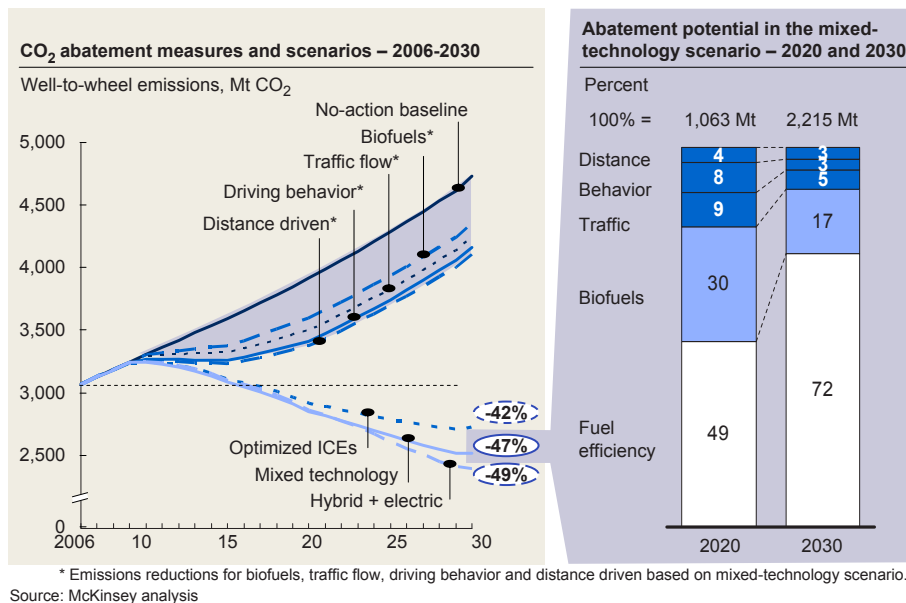 CO2 abatement measures and scenarios – 2006-2030
Well-to-wheel emissions, Mt CO2
No-action baseline
Biofuels*
Traffic flow*
Driving behavior*
Distance driven*
5,000
4,500
4,000
3,500
3,000
2,500
0
-42%
-47%
-49%
Optimized ICEs
Mixed technology
Hybrid + electric
2006 10 15 20 25 30
Abatement potential in the mixed-
technology scenario – 2020 and 2030
Percent
100% = 1,063 Mt 2,215 Mt
Distance 4 3
Behavior 8 3
Traffic 9 5
Biofuels 30 17
Fuel
efficiency 49 72
2020 2030
* Emissions reductions for biofuels, traffic flow, driving behavior and distance driven based on mixed-technology scenario.
Source: McKinsey analysis